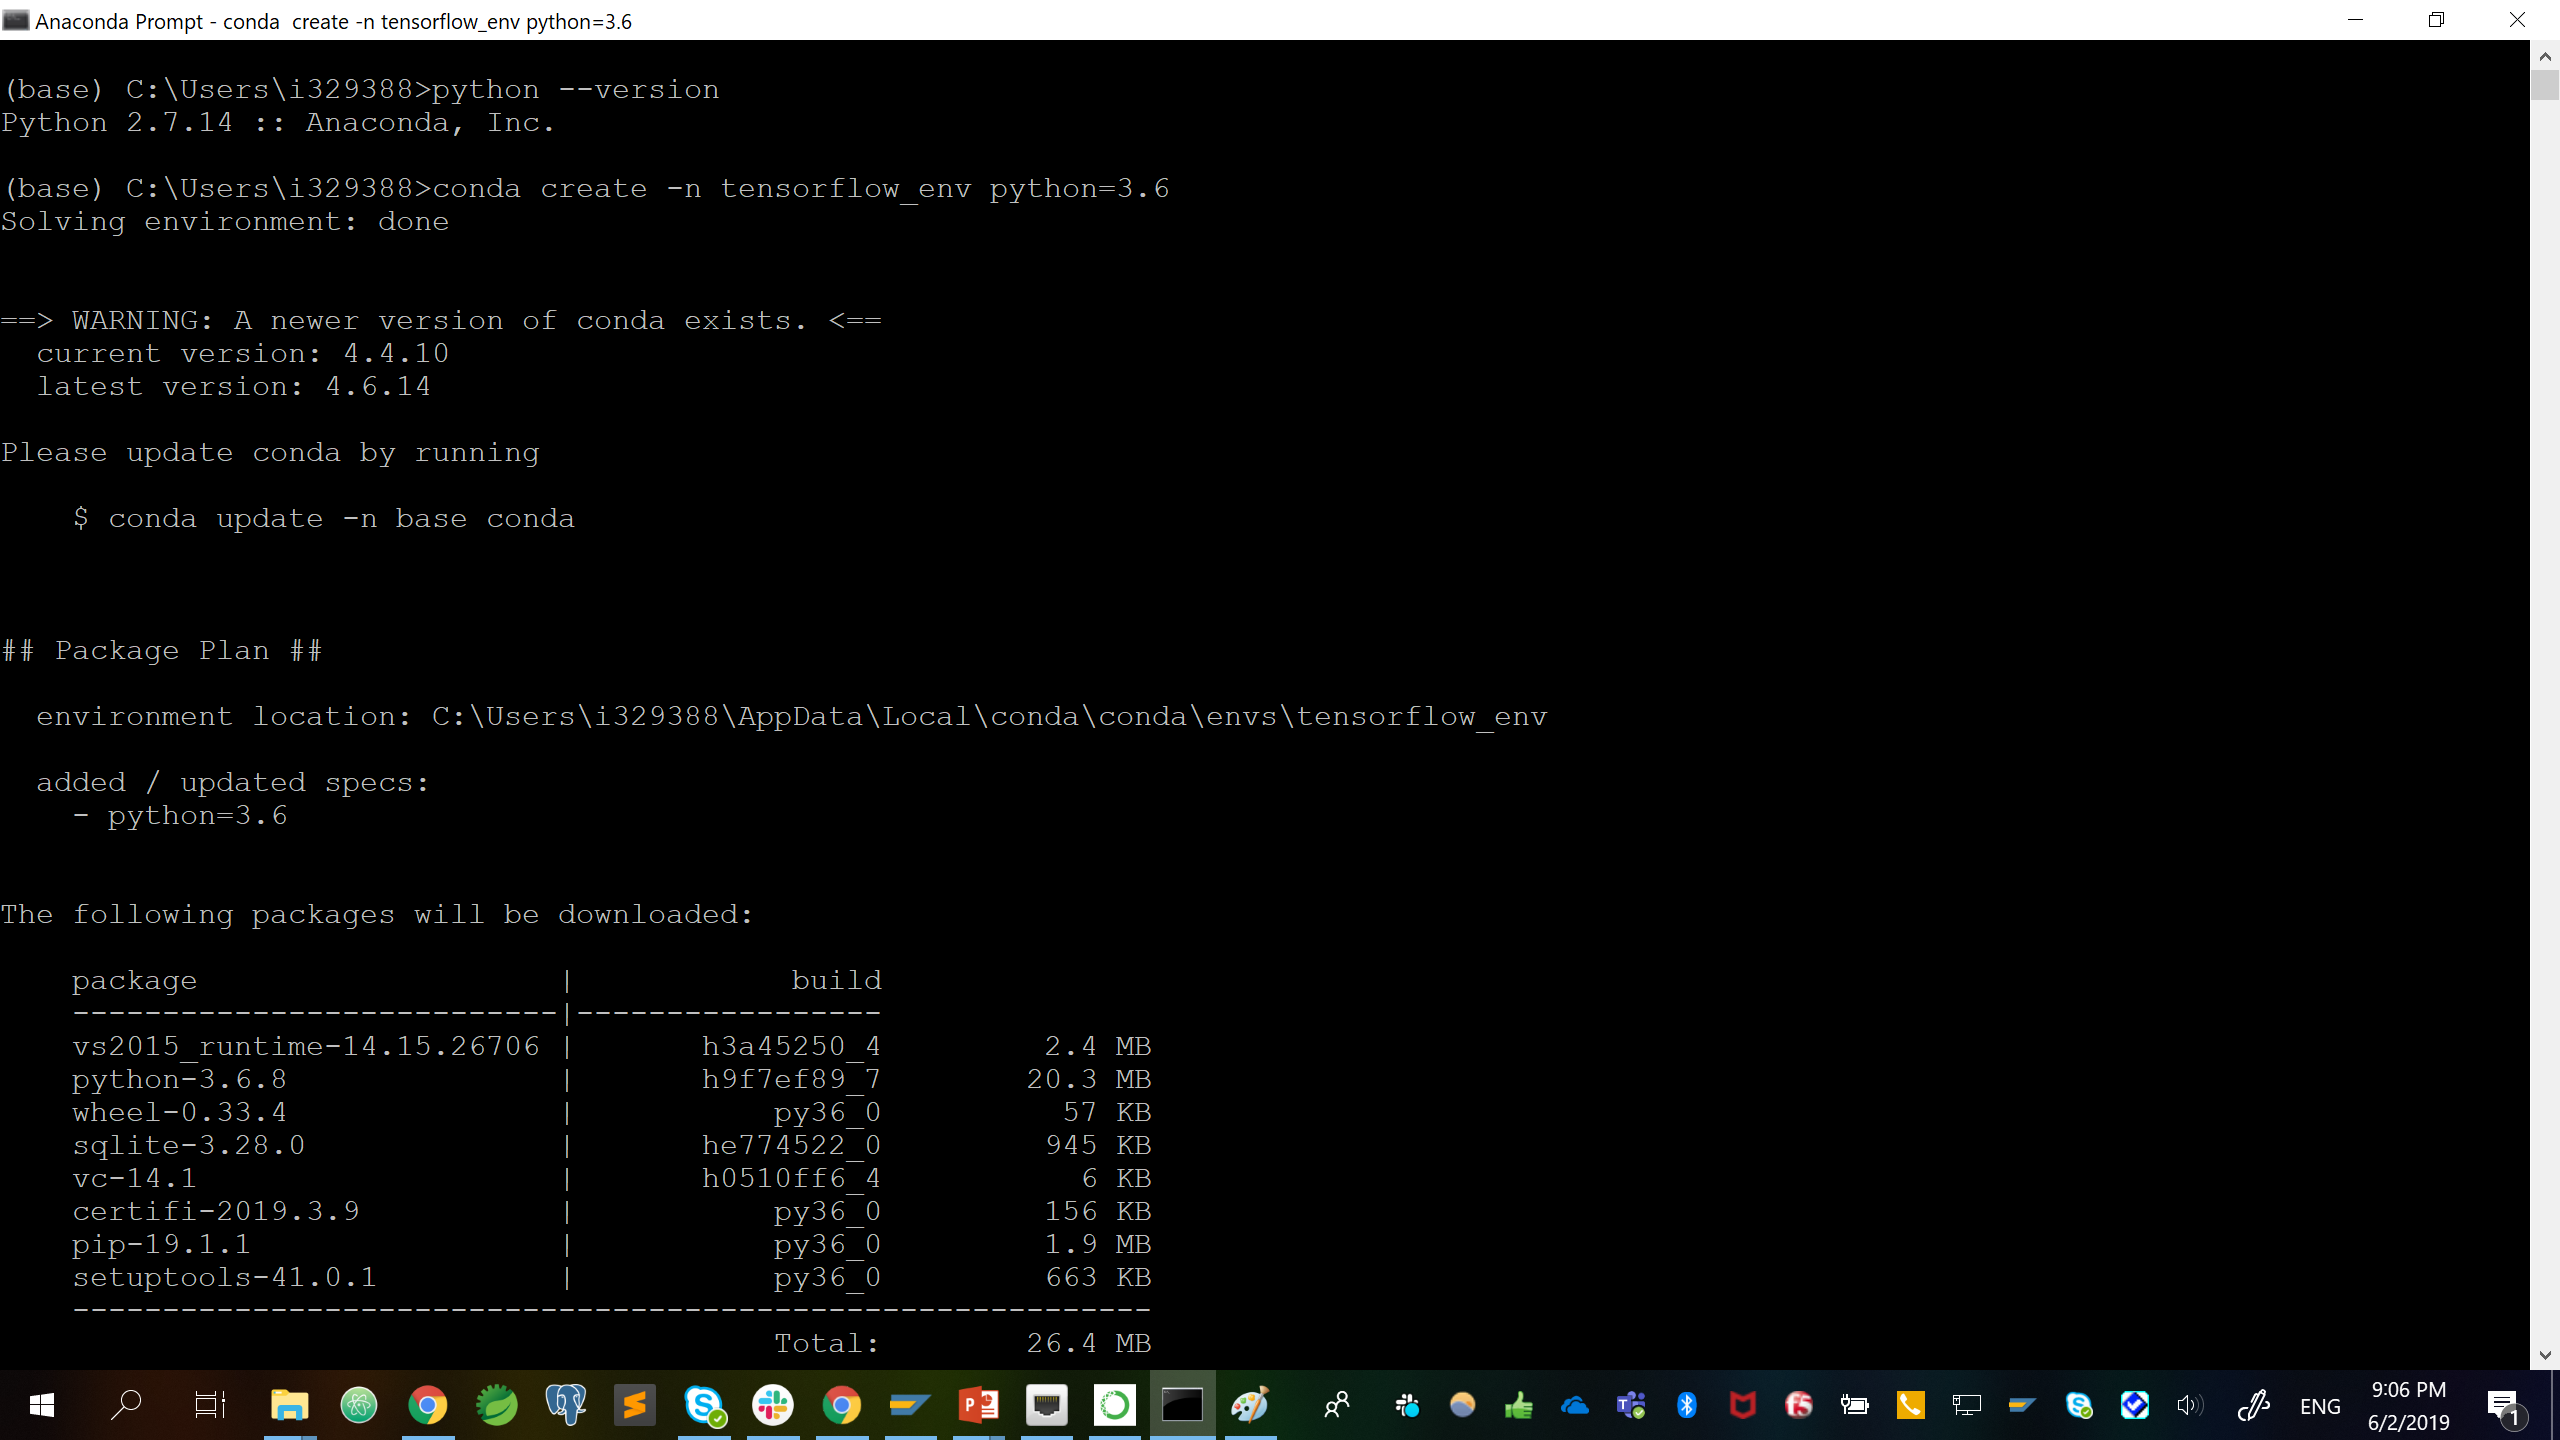 Anaconda Prompt - conda  create -n tensorflow_env python=3.6
(base) C:\Users\i329388>python --version
Python 2.7.14 :: Anaconda, Inc.
(base) C:\Users\i329388>conda create -n tensorflow_env python=3.6
Solving environment: done
==> WARNING: A newer version of conda exists. <==
  current version: 4.4.10
  latest version: 4.6.14
Please update conda by running
    $ conda update -n base conda
## Package Plan ##
  environment location: C:\Users\i329388\AppData\Local\conda\conda\envs\tensorflow_env
  added / updated specs:
    - python=3.6
The following packages will be downloaded:
    package                    |            build
    ---------------------------|-----------------
    vs2015_runtime-14.15.26706 |       h3a45250_4         2.4 MB
    python-3.6.8               |       h9f7ef89_7        20.3 MB
    wheel-0.33.4               |           py36_0          57 KB
    sqlite-3.28.0              |       he774522_0         945 KB
    vc-14.1                    |       h0510ff6_4           6 KB
    certifi-2019.3.9           |           py36_0         156 KB
    pip-19.1.1                 |           py36_0         1.9 MB
    setuptools-41.0.1          |           py36_0         663 KB
    ------------------------------------------------------------
                                           Total:        26.4 MB
ENG
9:06 PM
6/2/2019
1